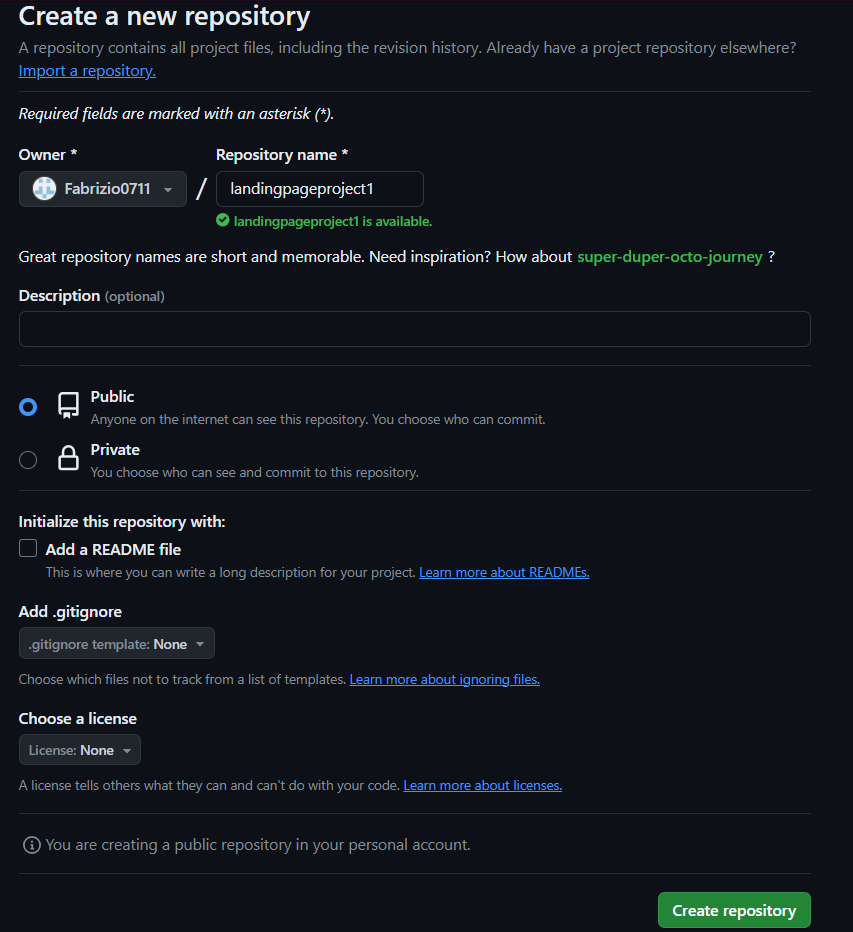 Create a new repository
A repository contains all project files, including the revision history. Already have a project repository elsewhere?
Import a repository.
Required fields are marked with an asterisk (*).
Owner *
Repository name *
Fabrizio0711
/
landingpageproject1
landingpageproject1 is available.
Great repository names are short and memorable. Need inspiration? How about super-duper-octo-journey ?
Description (optional)
Public
Anyone on the internet can see this repository. You choose who can commit.
Private
You choose who can see and commit to this repository.
Initialize this repository with:
Add a README file
This is where you can write a long description for your project. Learn more about READMEs.
Add .gitignore
.gitignore template: None
Choose which files not to track from a list of templates. Learn more about ignoring files.
Choose a license
License: None
A license tells others what they can and can't do with your code. Learn more about licenses.
You are creating a public repository in your personal account.
Create repository